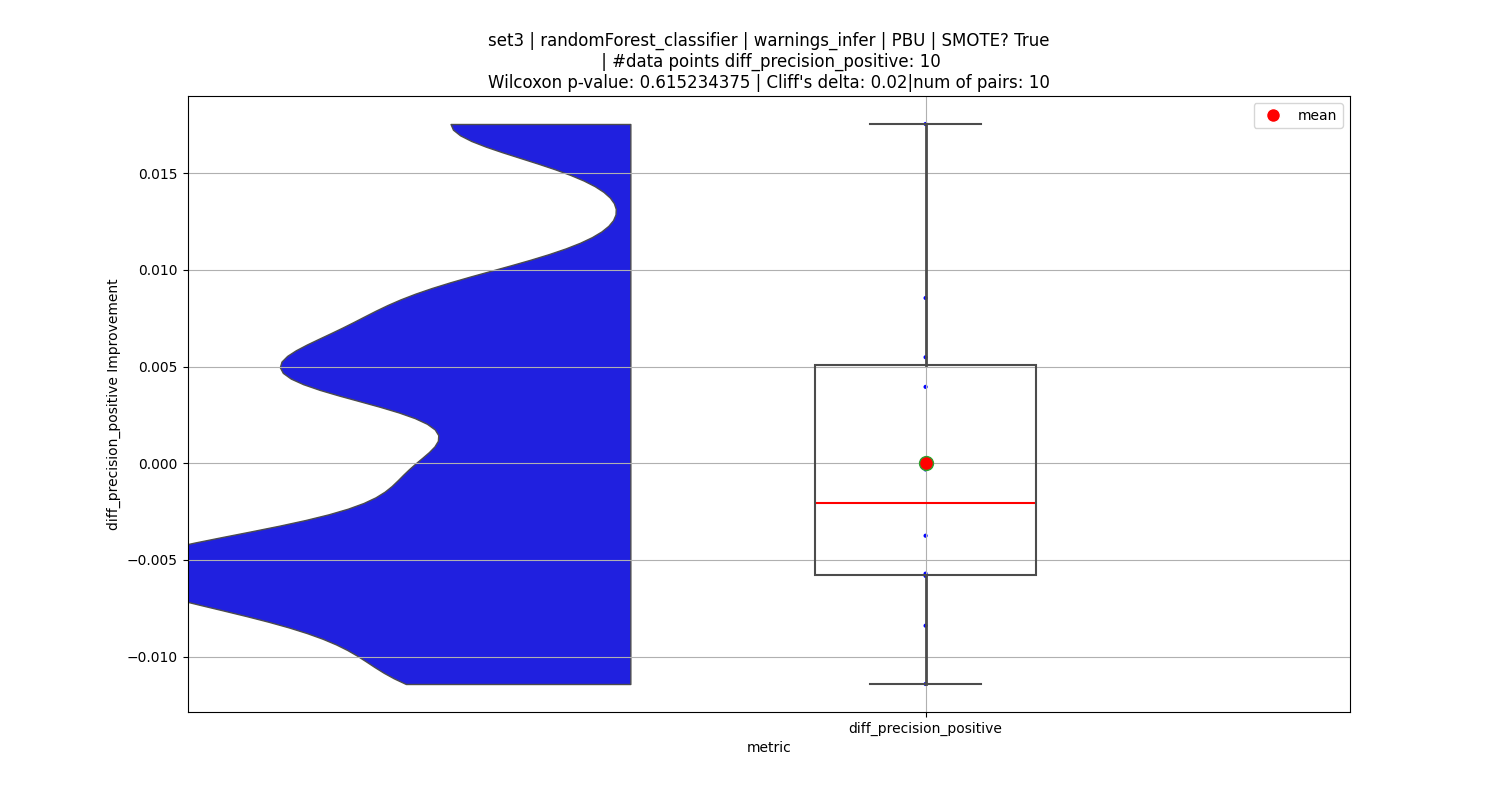 set3 | randomForest_classifier | warnings_infer | PBU | SMOTE? True
| #data points diff_precision_positive: 10
Wilcoxon p-value: 0.615234375 | Cliff's delta: 0.02|num of pairs: 10
mean
0.015
0.010
0.005
0.000
−0.005
−0.010
diff_precision_positive Improvement
diff_precision_positive
metric